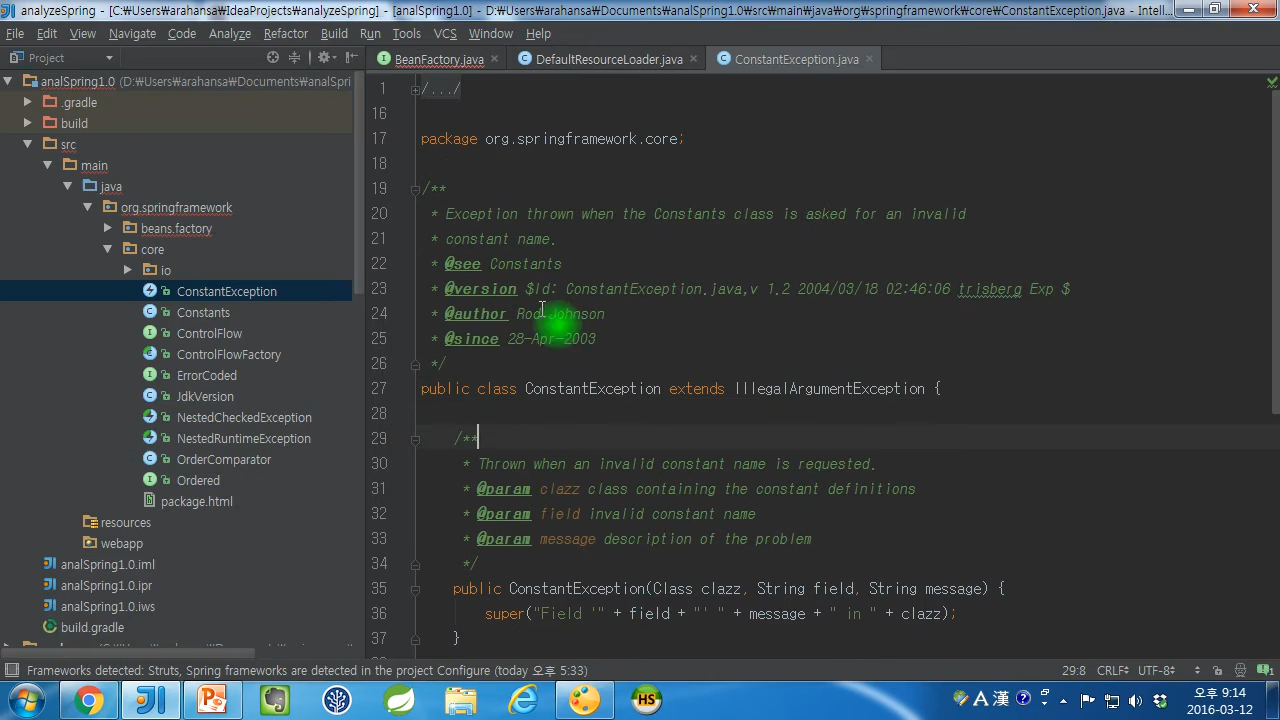 analyzeSpring - [C:₩Users₩arahansa₩IdeaProjects₩analyzeSpring] - [analSpring1.0] - D:₩Users₩arahansa₩Documents₩analSpring1.0₩src₩main₩java₩org₩springframework₩core₩ConstantException.java - Intell...
File Edit View Navigate Code Analyze Refactor Build Run Tools VCS Window Help
Project
BeanFactory.java DefaultResourceLoader.java ConstantException.java
analSpring1.0 (D:₩Users₩arahansa₩Documents₩analSpri
.gradle
build
src
main
java
org.springframework
beans.factory
core
io
ConstantException
Constants
ControlFlow
ControlFlowFactory
ErrorCoded
JdkVersion
NestedCheckedException
NestedRuntimeException
OrderComparator
Ordered
package.html
resources
webapp
analSpring1.0.iml
analSpring1.0.ipr
analSpring1.0.iws
build.gradle
1 /.../
16
17 package org.springframework.core;
18
19 /**
20 * Exception thrown when the Constants class is asked for an invalid
21 * constant name.
22 * @see Constants
23 * @version $Id: ConstantException.java,v 1.2 2004/03/18 02:46:06 trisberg Exp $
24 * @author Rod Johnson
25 * @since 28-Apr-2003
26 */
27 public class ConstantException extends IllegalArgumentException {
28
29 /**
30 * Thrown when an invalid constant name is requested.
31 * @param clazz class containing the constant definitions
32 * @param field invalid constant name
33 * @param message description of the problem
34 */
35 public ConstantException(Class clazz, String field, String message) {
36 super("Field '" + field + "' " + message + " in " + clazz);
37 }
Frameworks detected: Struts, Spring frameworks are detected in the project Configure (today 오후 5:33)
29:8 CRLF UTF-8
A 漢
오후 9:14
2016-03-12
HS